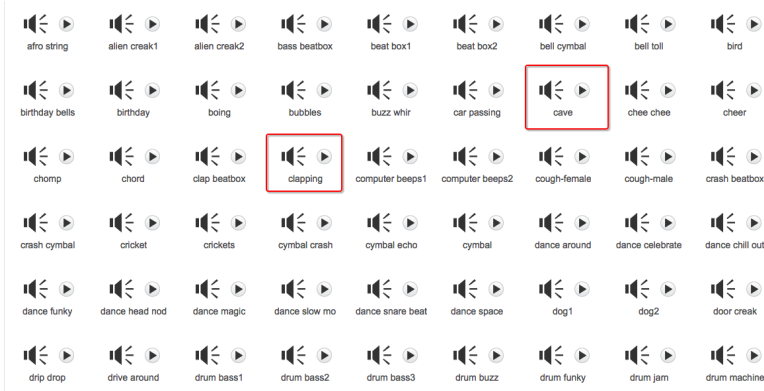 afro string alien creak1 alien creak2 bass beatbox beat box1 beat box2 bell cymbal bell toll bird
birthday bells birthday boing bubbles buzz whir car passing cave chee chee cheer
chomp chord clap beatbox clapping computer beeps1 computer beeps2 cough-female cough-male crash beatbox
crash cymbal cricket crickets cymbal crash cymbal echo cymbal dance around dance celebrate dance chill out
dance funky dance head nod dance magic dance slow mo dance snare beat dance space dog1 dog2 door creak
drip drop drive around drum bass1 drum bass2 drum bass3 drum buzz drum funky drum jam drum machine